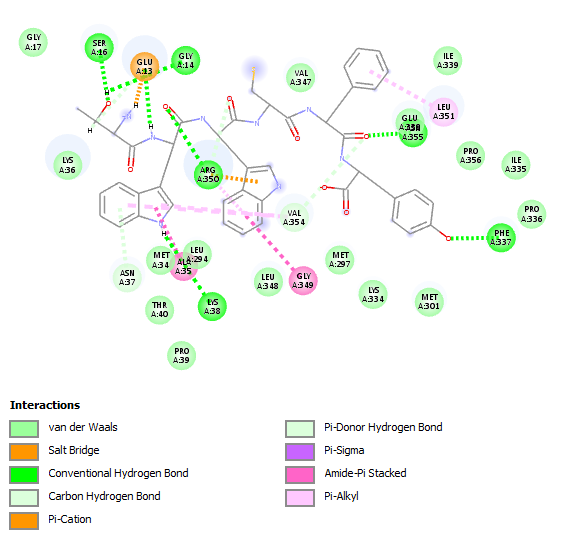 GLY
A:17
SER
A:16
GLU
A:13
GLY
A:14
VAL
A:347
ILE
A:339
LEU
A:351
GLU
A:355
PRO
A:356
ILE
A:335
PRO
A:336
PHE
A:337
LYS
A:36
ARG
A:350
VAL
A:354
ASN
A:37
MET
A:34
ALA
A:35
LEU
A:294
LEU
A:348
GLY
A:349
MET
A:297
LYS
A:334
MET
A:301
THR
A:40
LYS
A:38
PRO
A:39
H
H
H
H
H
H
N
N
N
N
N
N
N
O
O
O
O
O
O
O
O
Interactions
van der Waals
Salt Bridge
Conventional Hydrogen Bond
Carbon Hydrogen Bond
Pi-Cation
Pi-Donor Hydrogen Bond
Pi-Sigma
Amide-Pi Stacked
Pi-Alkyl